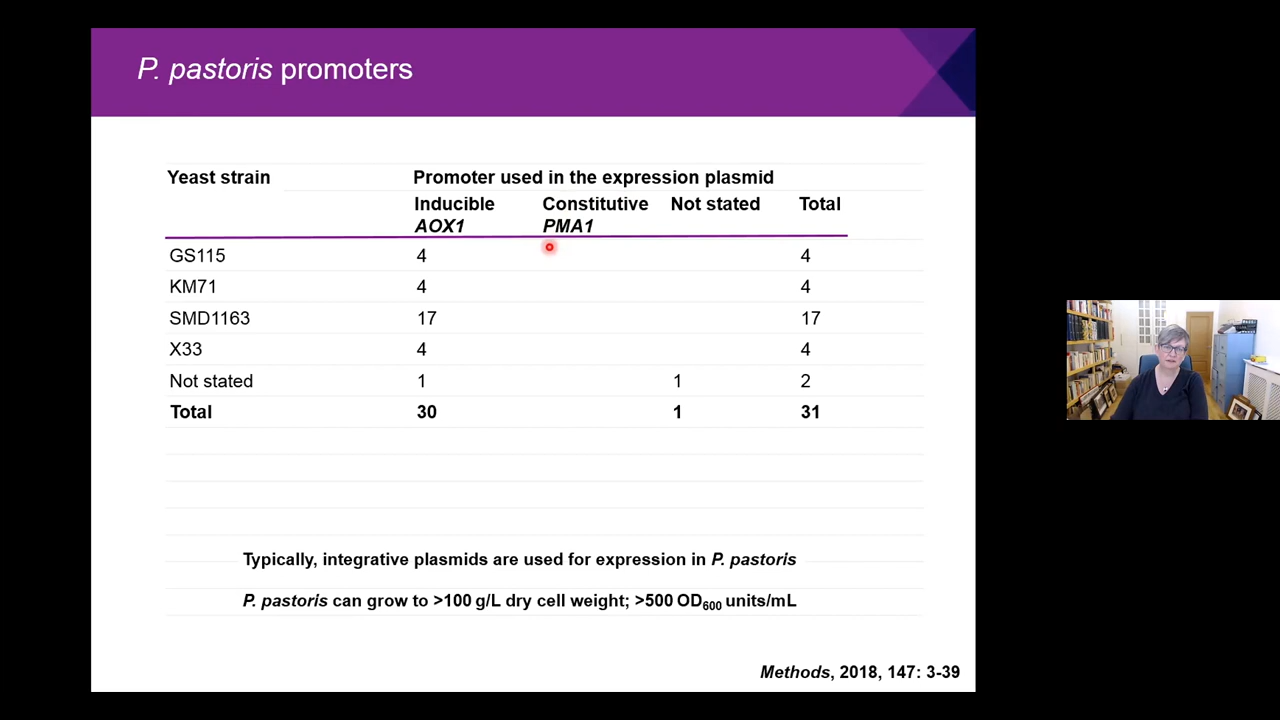 P. pastoris promoters
Yeast strain Promoter used in the expression plasmid
Inducible Constitutive Not stated Total
AOX1 PMA1
GS115 4 4
KM71 4 4
SMD1163 17 17
X33 4 4
Not stated 1 1 2
Total 30 1 31
Typically, integrative plasmids are used for expression in P. pastoris
P. pastoris can grow to >100 g/L dry cell weight; >500 OD600 units/mL
Methods, 2018, 147: 3-39